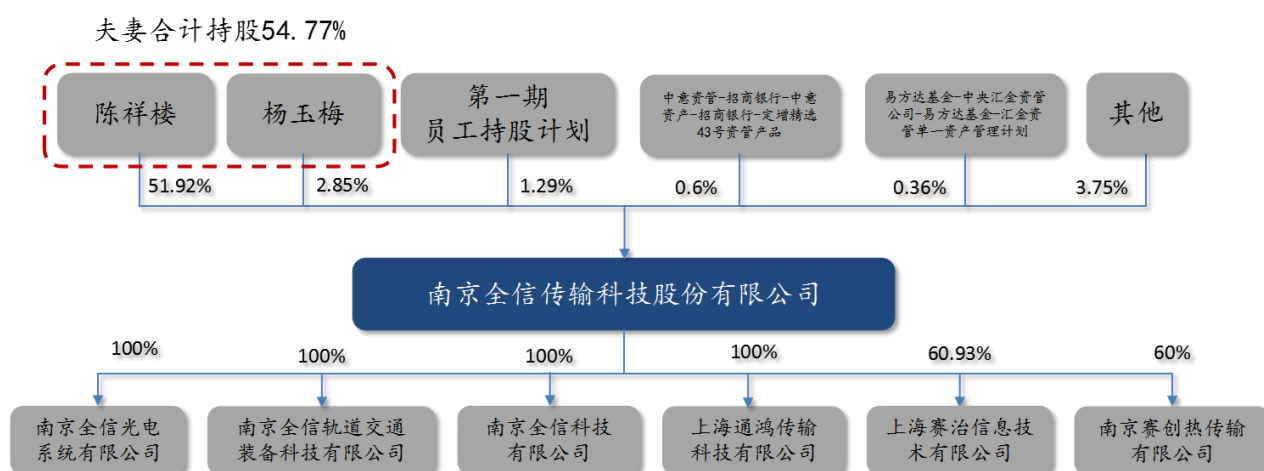 夫妻合计持股54.77%
陈祥楼
杨玉梅
第一期
员工持股计划
中意资管-招商银行-中意
资产-招商银行-定增精选
43号资管产品
易方达基金-中央汇金资管
公司-易方达基金-汇金资
管单一资产管理计划
其他
51.92%
2.85%
1.29%
0.6%
0.36%
3.75%
南京全信传输科技股份有限公司
100%
100%
100%
100%
60.93%
60%
南京全信光电
系统有限公司
南京全信轨道交通
装备科技有限公司
南京全信科技
有限公司
上海通鸿传输
科技有限公司
上海赛治信息技
术有限公司
南京赛创热传输
有限公司